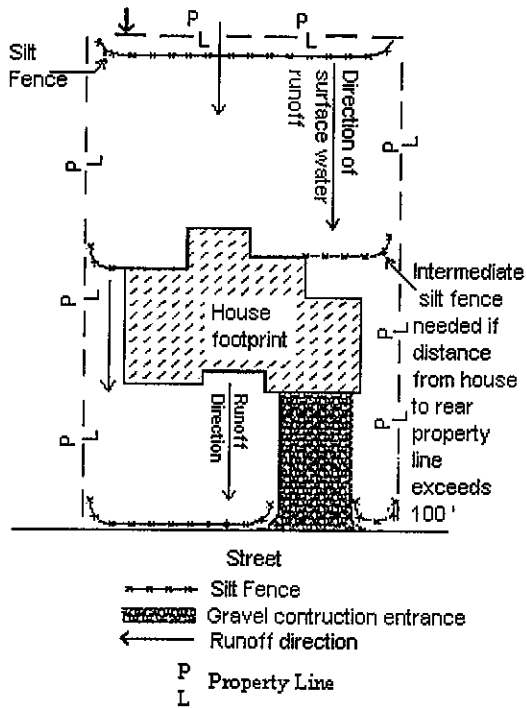 P
L
P
L
Silt
Fence
Direction of
surface water
runoff
P
L
P
L
Intermediate
silt fence
needed if
distance
from house
to rear
property
line
exceeds
100 '
House
footprint
P
L
P
L
Runoff
Direction
P
L
P
L
Street
Silt Fence
Gravel contruction entrance
Runoff direction
P
L
Property Line